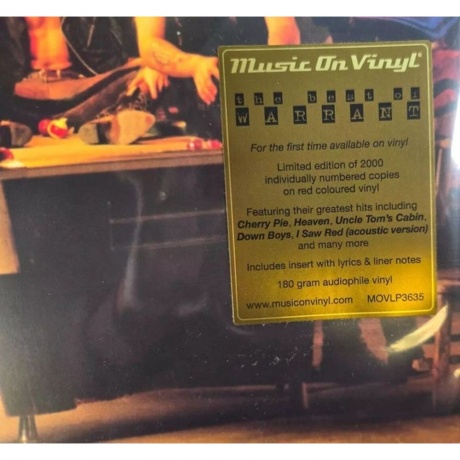 Music On Vinyl®
the best of
WARRANT
For the first time available on vinyl
Limited edition of 2000
individually numbered copies
on red coloured vinyl
Featuring their greatest hits including
Cherry Pie, Heaven, Uncle Tom's Cabin,
Down Boys, I Saw Red (acoustic version)
and many more
Includes insert with lyrics & liner notes
180 gram audiophile vinyl
www.musiconvinyl.com MOVLP3635